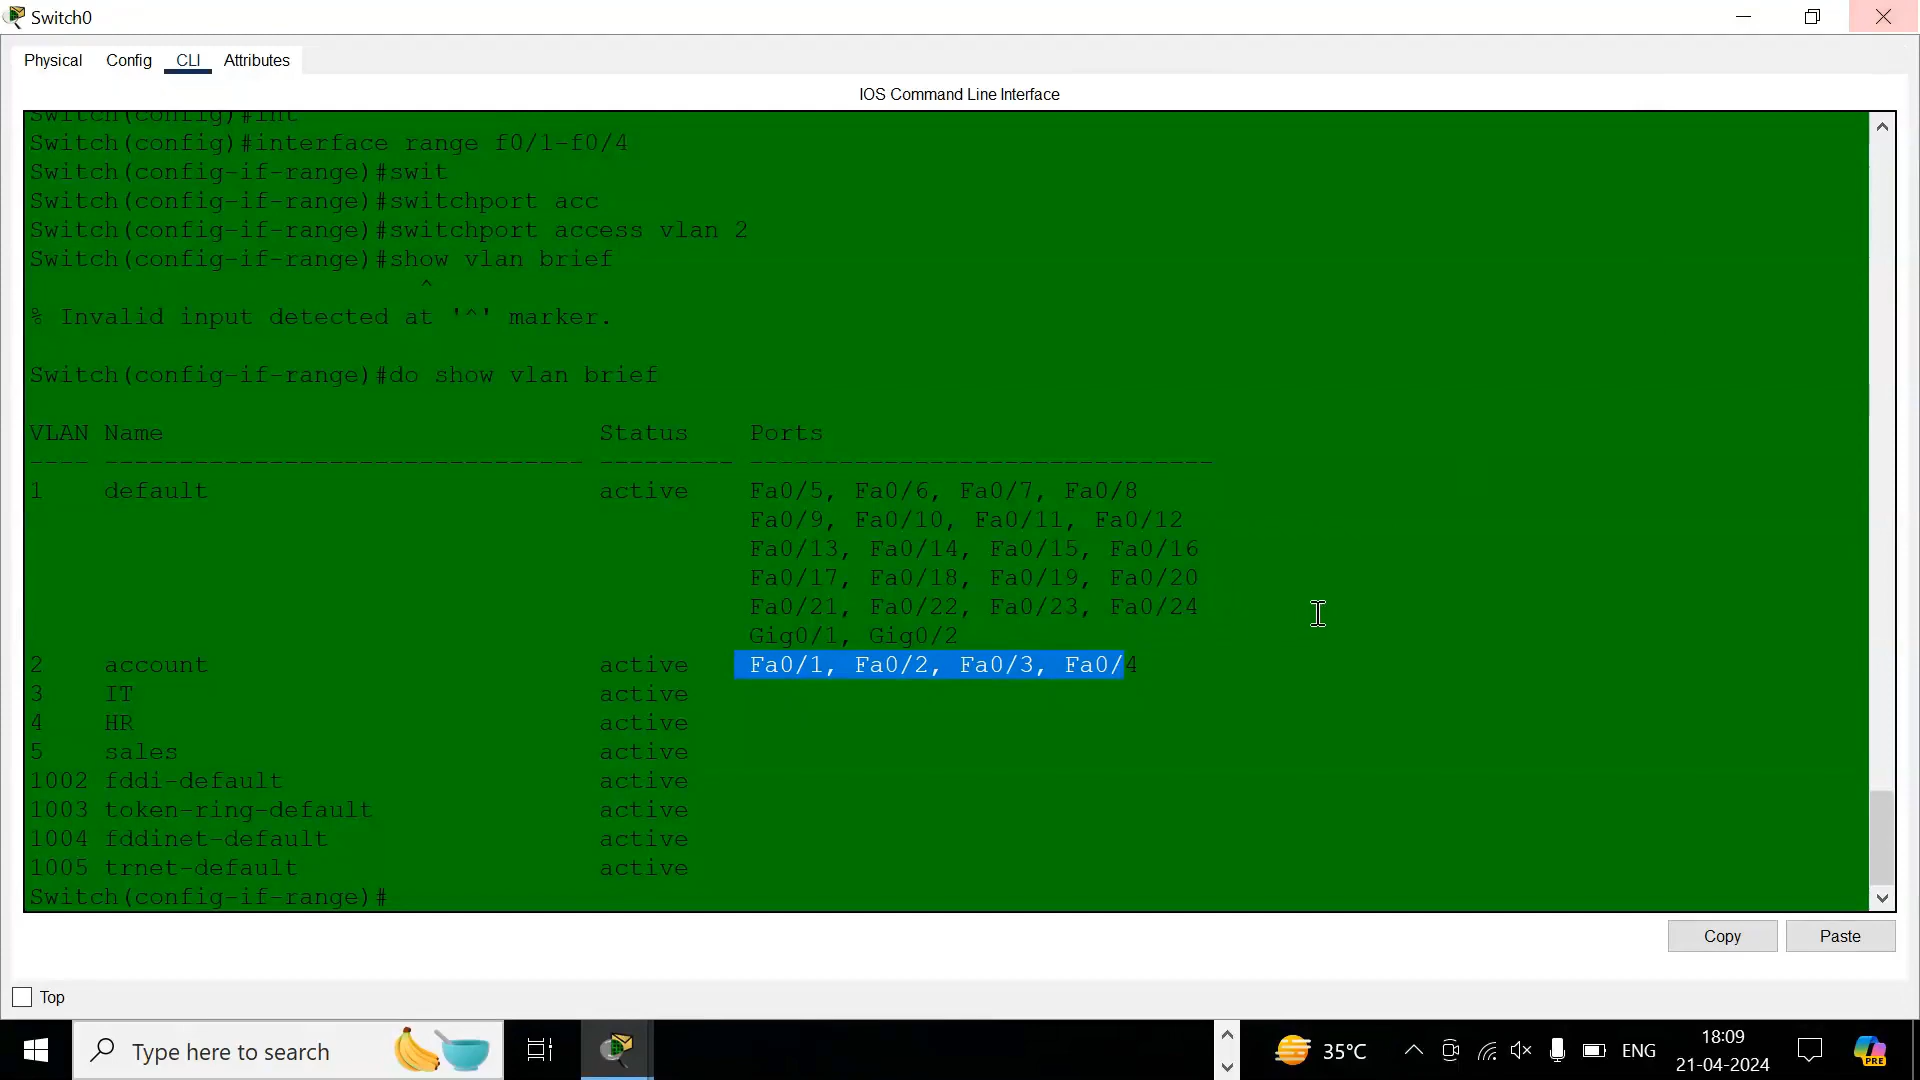 Switch0
Physical Config CLI Attributes
IOS Command Line Interface
Switch(config)#int
Switch(config)#interface range f0/1-f0/4
Switch(config-if-range)#swit
Switch(config-if-range)#switchport acc
Switch(config-if-range)#switchport access vlan 2
Switch(config-if-range)#show vlan brief
^
% Invalid input detected at '^' marker.
Switch(config-if-range)#do show vlan brief
VLAN Name Status Ports
---- -------------------------------- --------- -------------------------------
1 default active Fa0/5, Fa0/6, Fa0/7, Fa0/8
Fa0/9, Fa0/10, Fa0/11, Fa0/12
Fa0/13, Fa0/14, Fa0/15, Fa0/16
Fa0/17, Fa0/18, Fa0/19, Fa0/20
Fa0/21, Fa0/22, Fa0/23, Fa0/24
Gig0/1, Gig0/2
2 account active Fa0/1, Fa0/2, Fa0/3, Fa0/4
3 IT active
4 HR active
5 sales active
1002 fddi-default active
1003 token-ring-default active
1004 fddinet-default active
1005 trnet-default active
Switch(config-if-range)#
Copy Paste
Top
Type here to search
35°C
ENG
18:09
21-04-2024
PRE